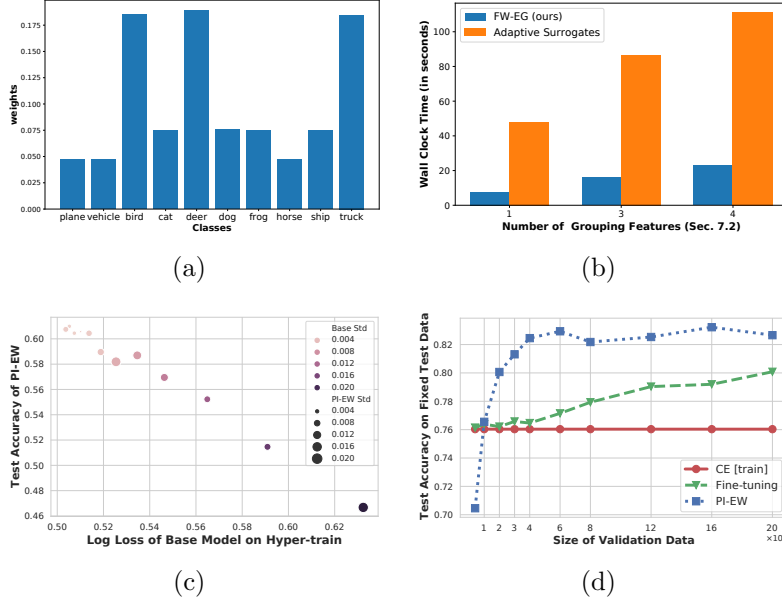 0.175
0.150
0.125
0.100
0.075
0.050
0.025
0.000
weights
plane vehicle bird cat deer dog frog horse ship truck
Classes
(a)
FW-EG (ours)
Adaptive Surrogates
100
80
60
40
20
0
Wall Clock Time (in seconds)
1 3 4
Number of Grouping Features (Sec. 7.2)
(b)
0.60
0.58
0.56
0.54
0.52
0.50
0.48
0.46
Test Accuracy of PI-EW
Base Std
0.004
0.008
0.012
0.016
0.020
PI-EW Std
0.004
0.008
0.012
0.016
0.020
0.50 0.52 0.54 0.56 0.58 0.60 0.62
Log Loss of Base Model on Hyper-train
(c)
0.82
0.80
0.78
0.76
0.74
0.72
0.70
Test Accuracy on Fixed Test Data
CE [train]
Fine-tuning
PI-EW
1 2 3 4 6 8 12 16 20
Size of Validation Data
(d)